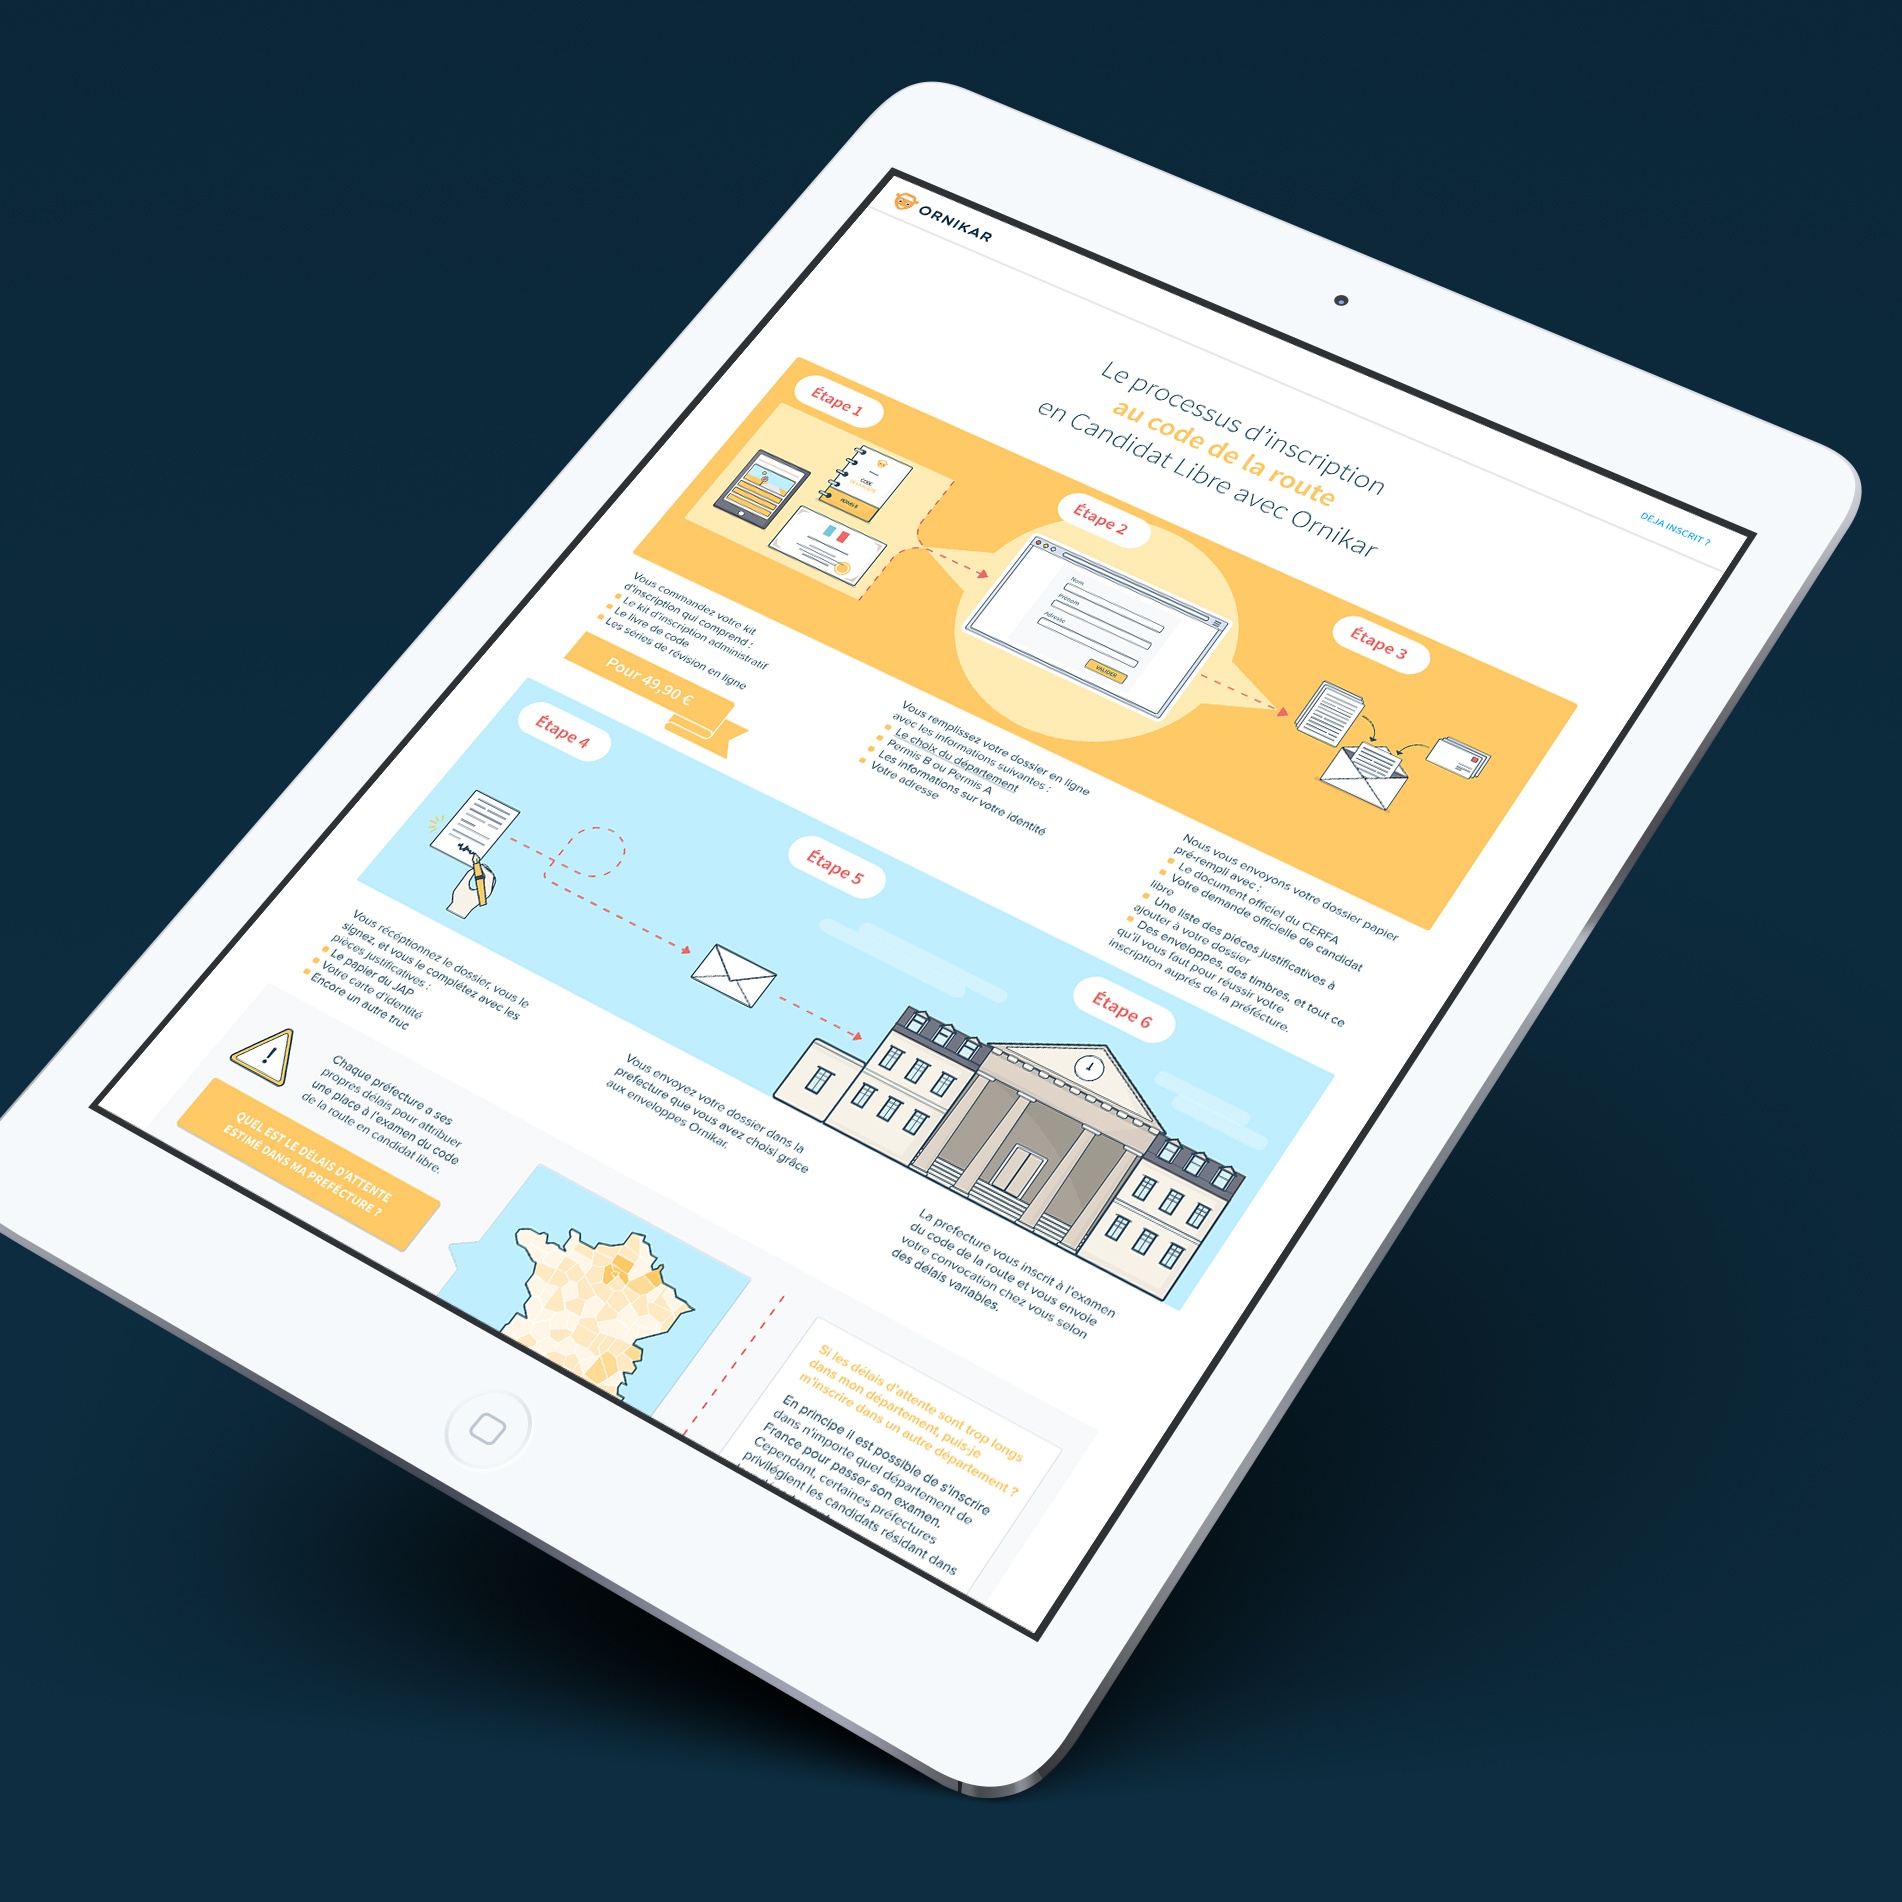 ORNIKAR
DÉJA INSCRIT ?
Le processus d'inscription
au code de la route
en Candidat Libre avec Ornikar
Étape 1
CODE
PERMIS B
Vous commandez votre kit
d'inscription qui comprend :
Le kit d'inscription administratif
Le livre de code
Les séries de révision en ligne
Pour 49,90 €
Étape 2
Nom
Prénom
Adresse
VALIDER
Vous remplissez votre dossier en ligne
avec les informations suivantes :
Le choix du département
Permis B ou Permis A
Les informations sur votre identité
Votre adresse
Étape 3
Nous vous envoyons votre dossier papier
pré-rempli avec :
Le document officiel du CERFA
Votre demande officielle de candidat
libre
Une liste des piéces justificatives à
ajouter à votre dossier
Des enveloppes, des timbres, et tout ce
qu'il vous faut pour réussir votre
inscription auprés de la préfécture.
Étape 4
Vous récéptionnez le dossier, vous le
signez, et vous le complétez avec les
pièces justificatives :
Le papier du JAP
Votre carte d'identité
Encore un autre truc
Étape 5
Vous envoyez votre dossier dans la
prefecture que vous avez choisi grâce
aux enveloppes Ornikar.
Étape 6
La préfecture vous inscrit à l'examen
du code de la route et vous envoie
votre convocation chez vous selon
des délais variables.
!
Chaque préfecture a ses
propres délais pour attribuer
une place à l'examen du code
de la route en candidat libre.
QUEL EST LE DÉLAIS D'ATTENTE
ESTIMÉ DANS MA PREFÉCTURE ?
Si les délais d'attente sont trop longs
dans mon département, puis-je
m'inscrire dans un autre département ?
En principe il est possible de s'inscrire
dans n'importe quel département de
France pour passer son examen.
Cependant, certaines préfectures
privilégient les candidats résidant dans